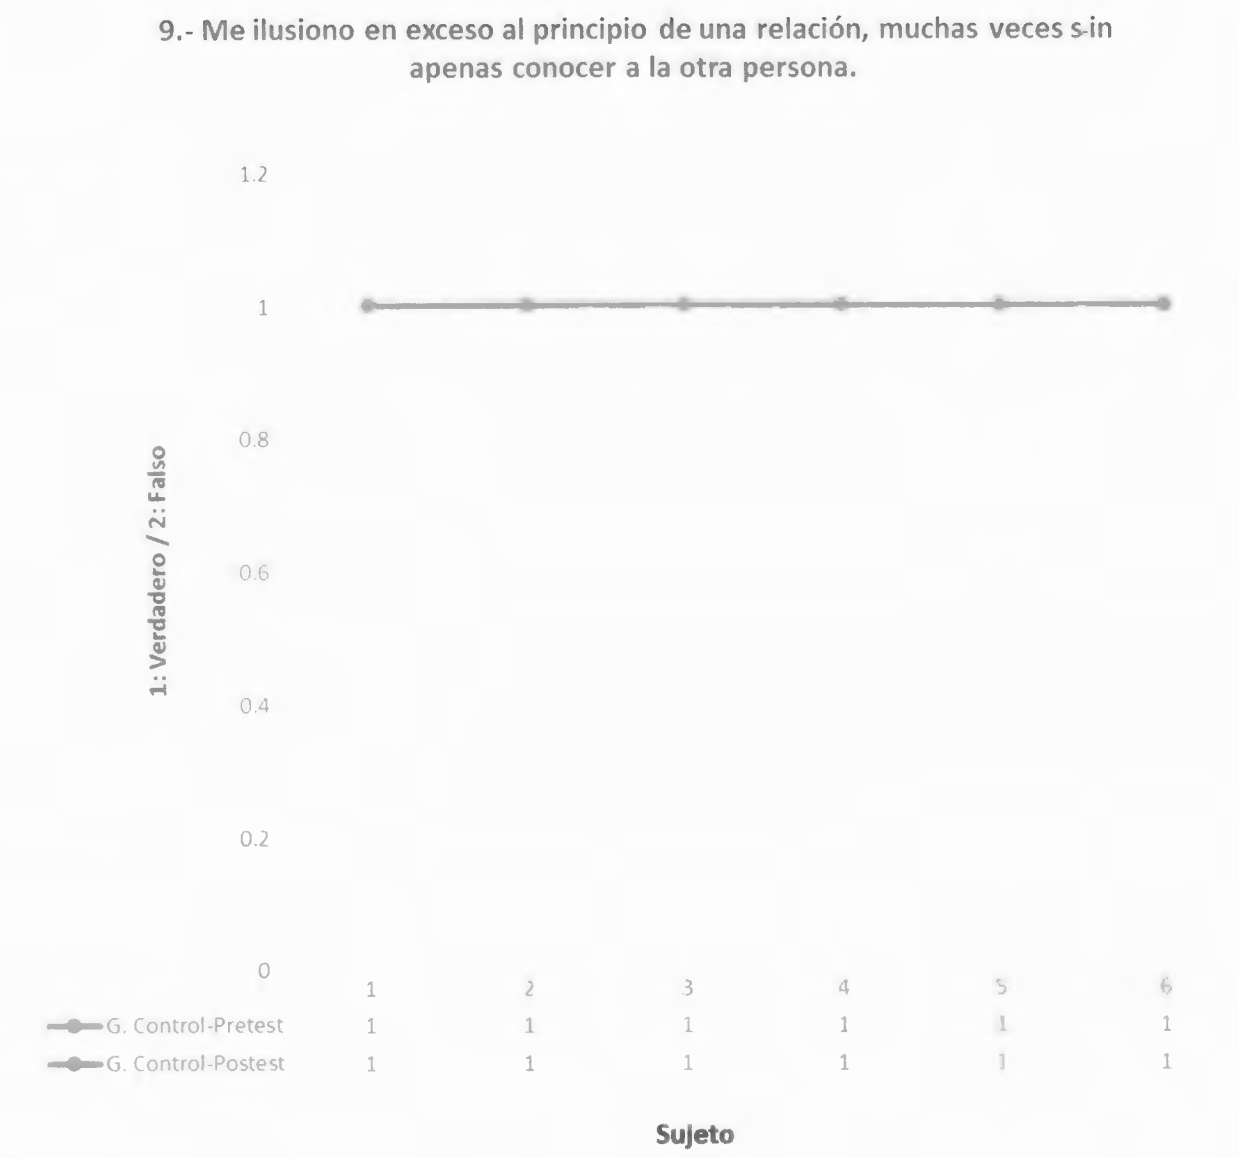 9.- Me ilusiono en exceso al principio de una relación, muchas veces s-in
apenas conocer a la otra persona.
1.2
1
0.8
0.6
0.4
0.2
0
1: Verdadero / 2: Falso
1 2 3 4 5 6
G. Control-Pretest 1 1 1 1 1 1
G. Control-Postest 1 1 1 1 1 1
Sujeto